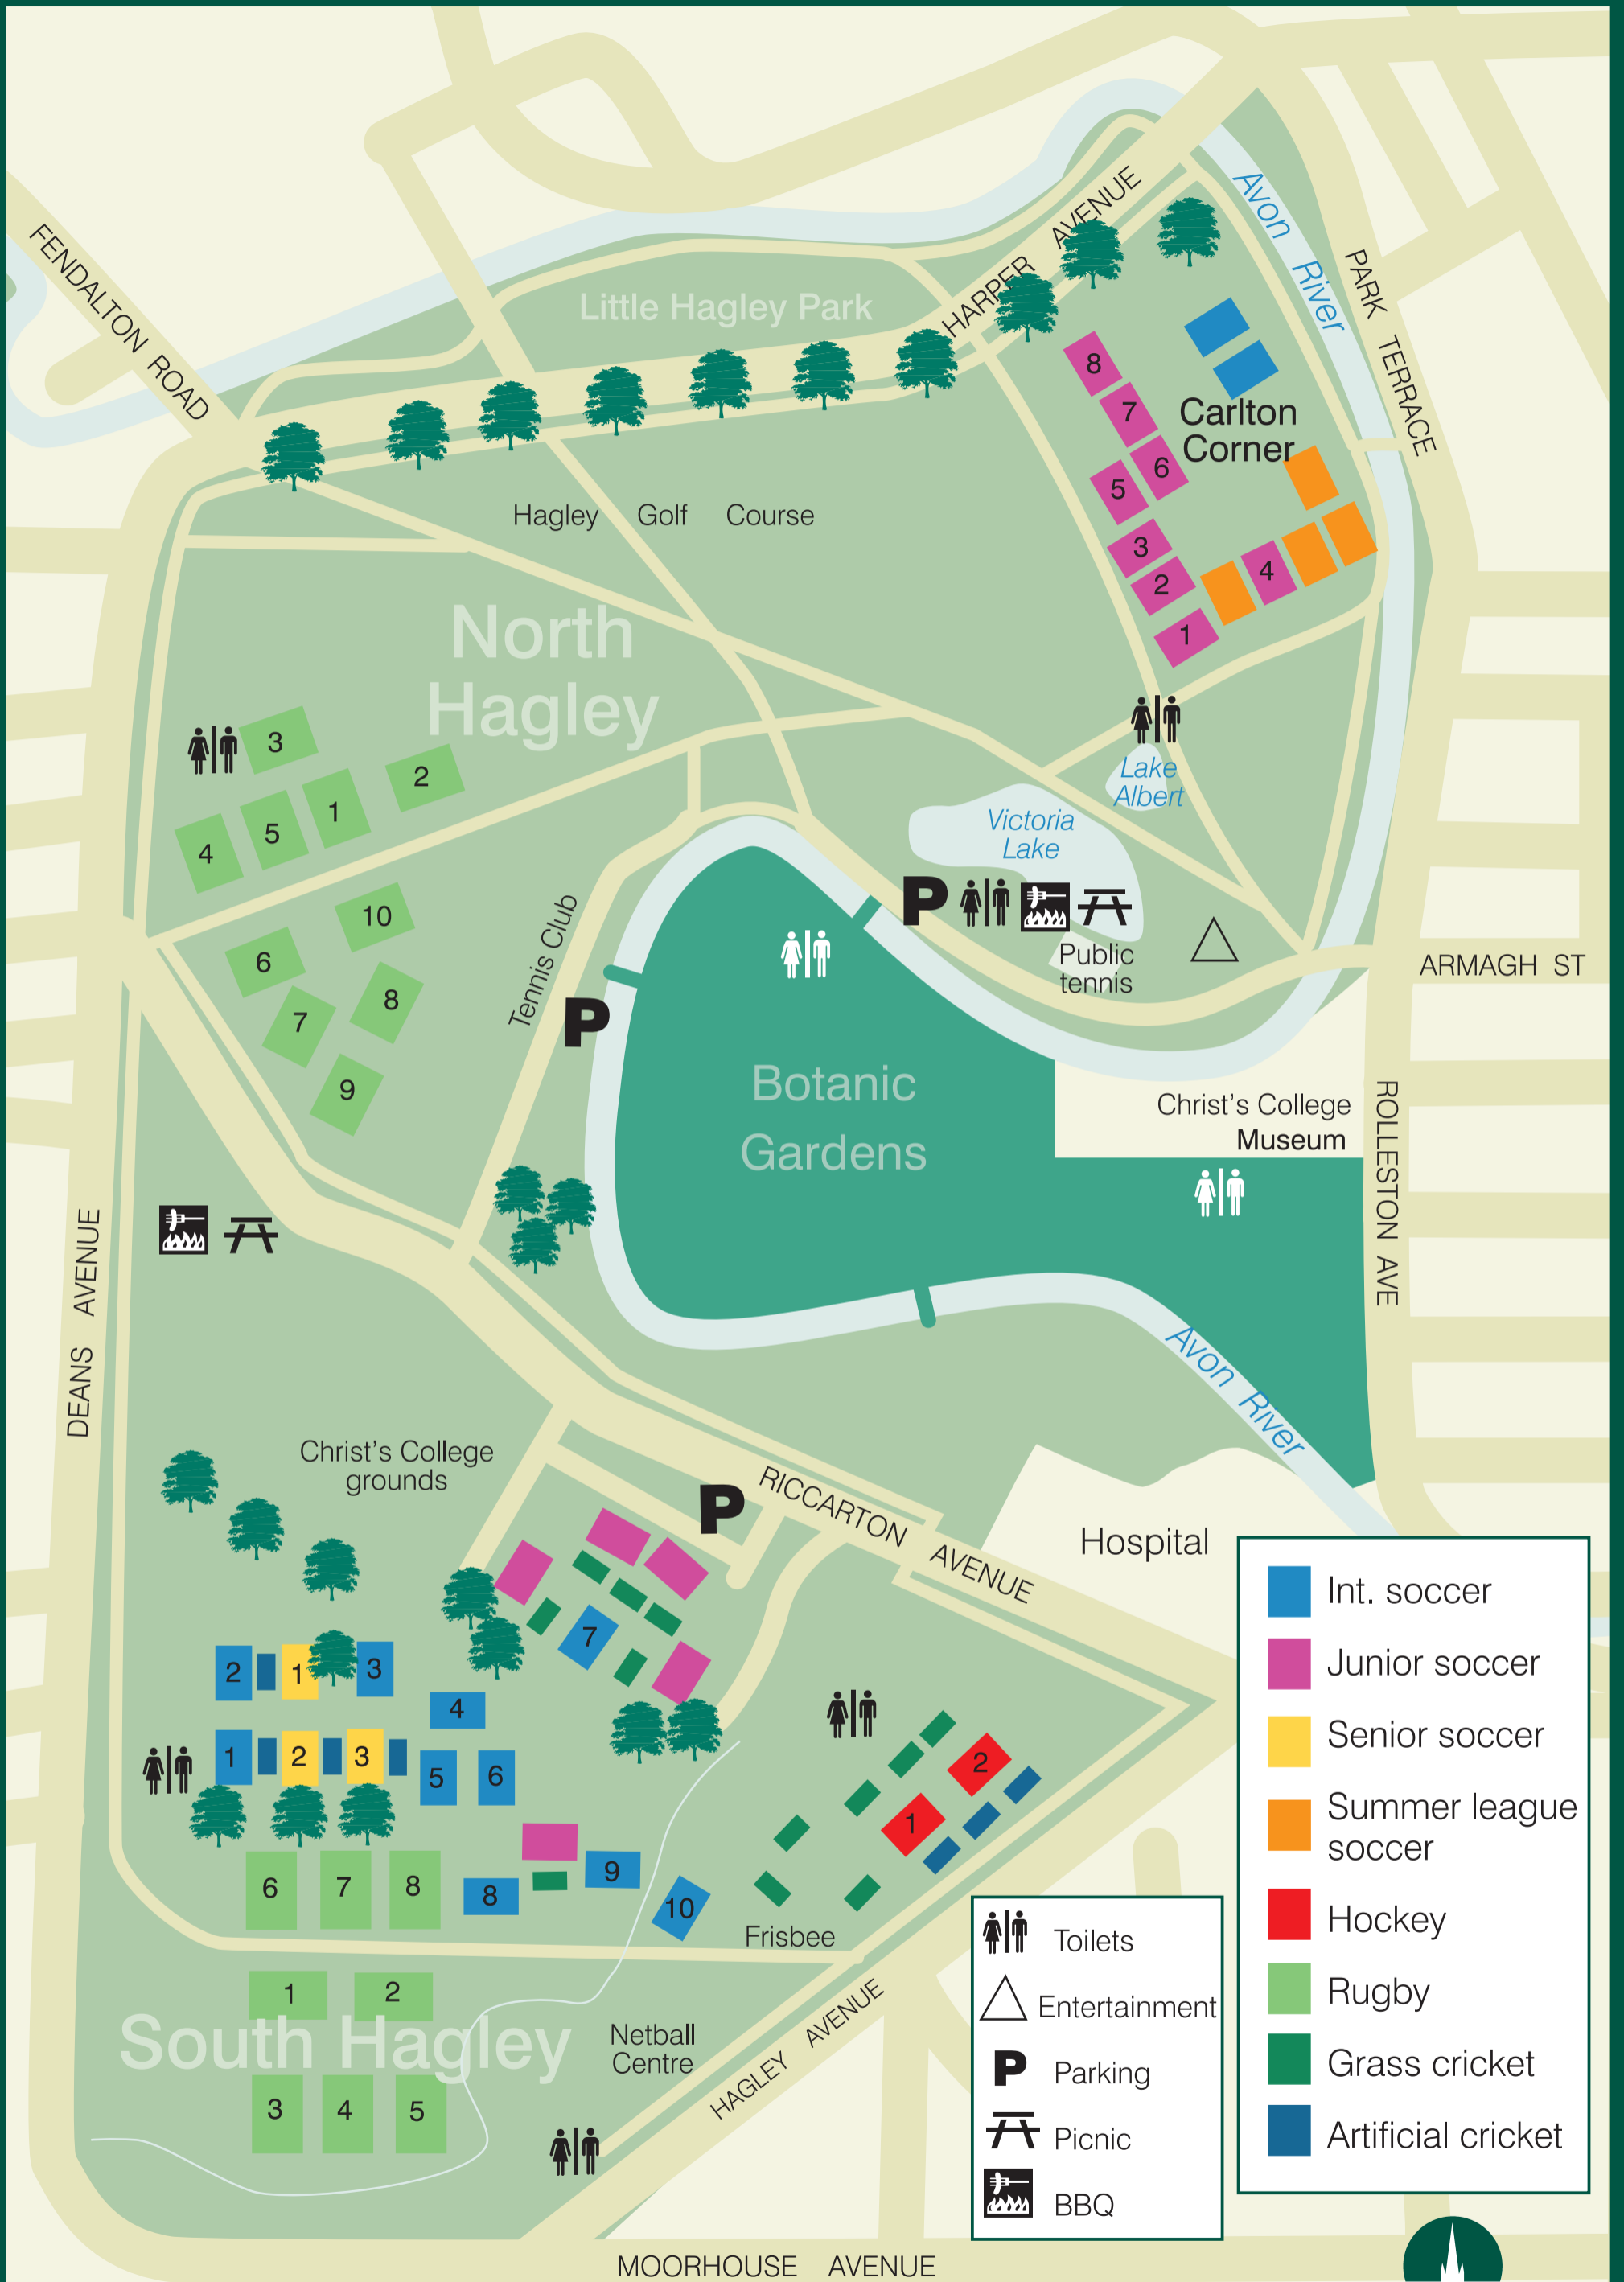 FENDALTON ROAD
HARPER AVENUE
Avon River
PARK TERRACE
Little Hagley Park
8
7
6
5
3
2
1
4
Carlton
Corner
Hagley Golf Course
North
Hagley
3
2
1
5
4
10
6
8
7
9
Lake
Albert
Victoria
Lake
P
Public
tennis
ARMAGH ST
Tennis Club
P
Botanic
Gardens
Christ's College
Museum
ROLLESTON AVE
DEANS AVENUE
Avon River
Christ's College
grounds
P
RICCARTON AVENUE
Hospital
7
2
1
3
4
1
2
3
5
6
2
1
6
7
8
8
9
10
Frisbee
1
2
South Hagley
Netball
Centre
3
4
5
HAGLEY AVENUE
MOORHOUSE AVENUE
Toilets
Entertainment
P Parking
Picnic
BBQ
Int. soccer
Junior soccer
Senior soccer
Summer league
soccer
Hockey
Rugby
Grass cricket
Artificial cricket